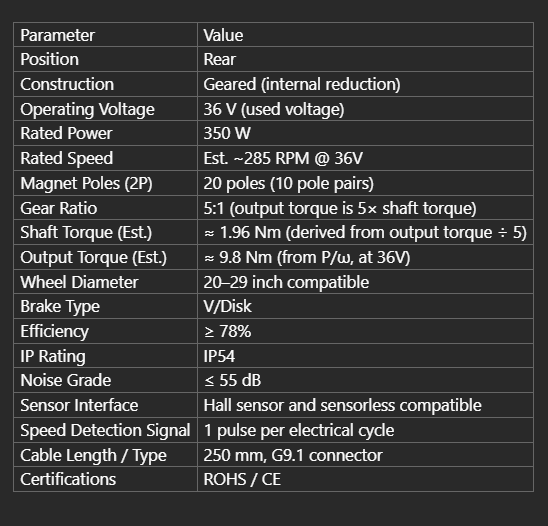 Parameter Value
Position Rear
Construction Geared (internal reduction)
Operating Voltage 36 V (used voltage)
Rated Power 350 W
Rated Speed Est. ~285 RPM @ 36V
Magnet Poles (2P) 20 poles (10 pole pairs)
Gear Ratio 5:1 (output torque is 5× shaft torque)
Shaft Torque (Est.) ≈ 1.96 Nm (derived from output torque ÷ 5)
Output Torque (Est.) ≈ 9.8 Nm (from P/ω, at 36V)
Wheel Diameter 20–29 inch compatible
Brake Type V/Disk
Efficiency ≥ 78%
IP Rating IP54
Noise Grade ≤ 55 dB
Sensor Interface Hall sensor and sensorless compatible
Speed Detection Signal 1 pulse per electrical cycle
Cable Length / Type 250 mm, G9.1 connector
Certifications ROHS / CE